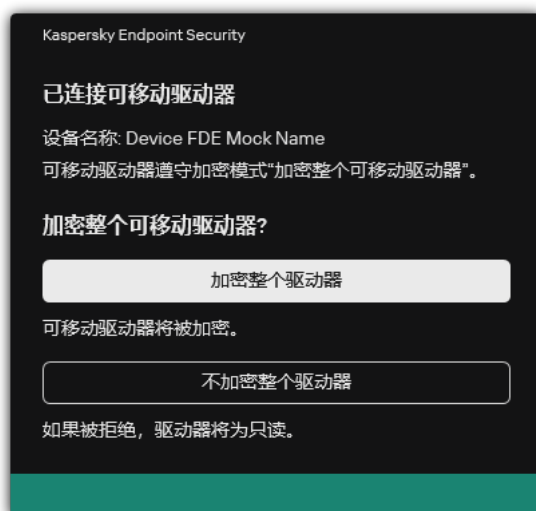 Kaspersky Endpoint Security
已连接可移动驱动器
设备名称: Device FDE Mock Name
可移动驱动器遵守加密模式“加密整个可移动驱动器”。
加密整个可移动驱动器?
加密整个驱动器
可移动驱动器将被加密。
不加密整个驱动器
如果被拒绝，驱动器将为只读。